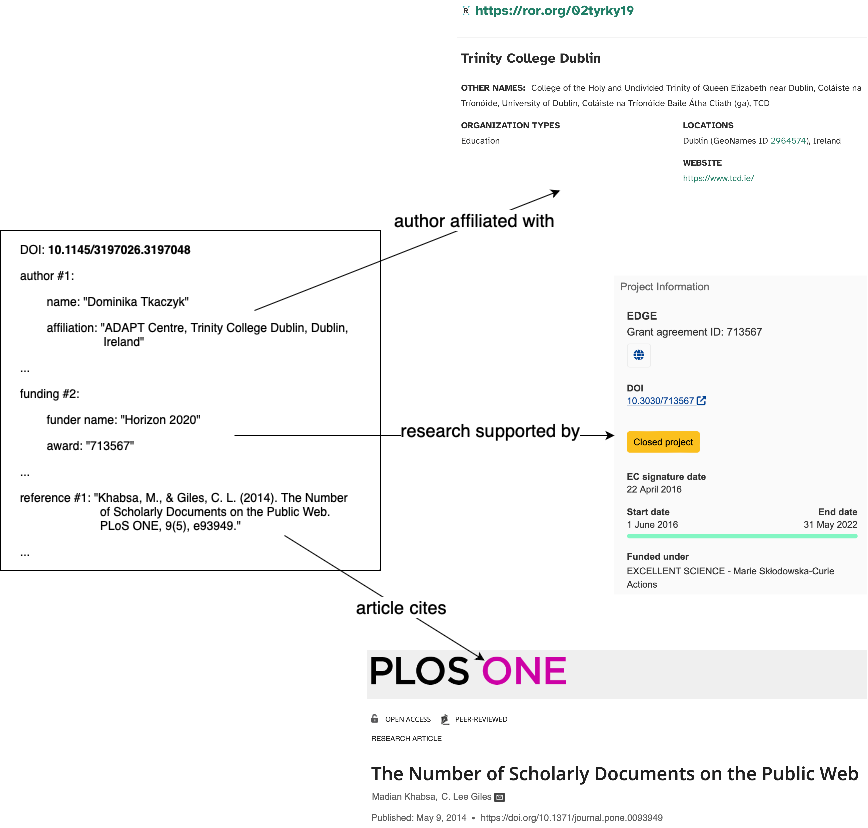 https://ror.org/02tyrky19
Trinity College Dublin
OTHER NAMES: College of the Holy and Undivided Trinity of Queen Elizabeth near Dublin, Coláiste na
Tríonóide, University of Dublin, Coláiste na Tríonóide Baile Átha Cliath (ga), TCD
ORGANIZATION TYPES
Education
LOCATIONS
Dublin (GeoNames ID 2964574), Ireland
WEBSITE
https://www.tcd.ie/
author affiliated with
DOI: 10.1145/3197026.3197048
author #1:
name: "Dominika Tkaczyk"
affiliation: "ADAPT Centre, Trinity College Dublin, Dublin,
Ireland"
...
funding #2:
funder name: "Horizon 2020"
award: "713567"
...
reference #1: "Khabsa, M., & Giles, C. L. (2014). The Number
of Scholarly Documents on the Public Web.
PLoS ONE, 9(5), e93949."
...
research supported by
Project Information
EDGE
Grant agreement ID: 713567
DOI
10.3030/713567
Closed project
EC signature date
22 April 2016
Start date
1 June 2016
End date
31 May 2022
Funded under
EXCELLENT SCIENCE - Marie Skłodowska-Curie
Actions
article cites
PLOS ONE
OPEN ACCESS PEER-REVIEWED
RESEARCH ARTICLE
The Number of Scholarly Documents on the Public Web
Madian Khabsa, C. Lee Giles
Published: May 9, 2014 • https://doi.org/10.1371/journal.pone.0093949